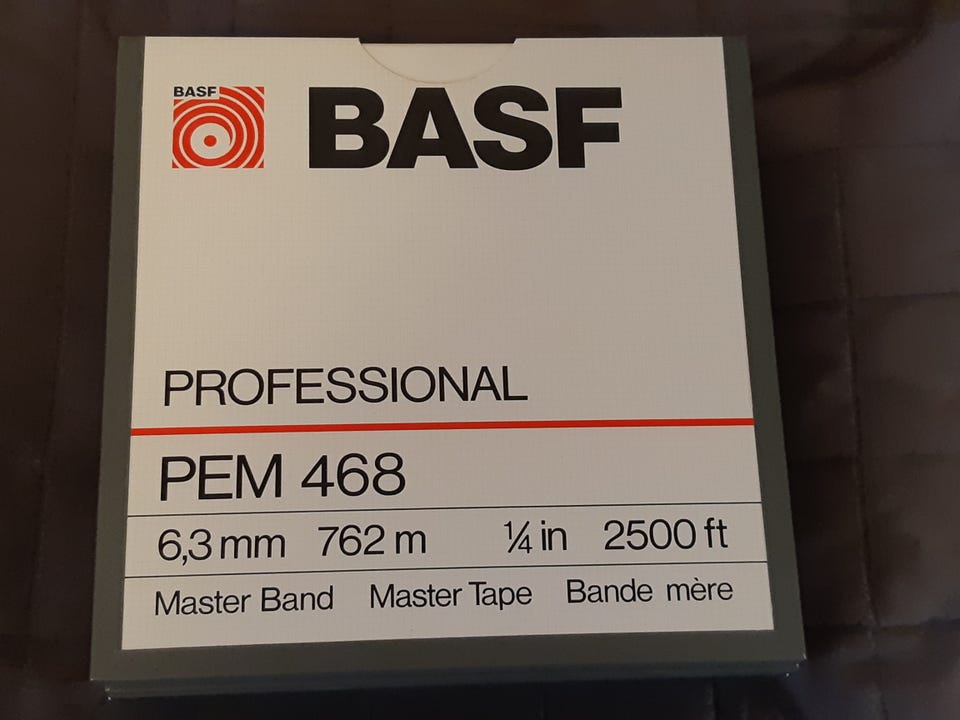 BASF
BASF
PROFESSIONAL
PEM 468
6,3 mm 762 m ¼ in 2500 ft
Master Band Master Tape Bande mère